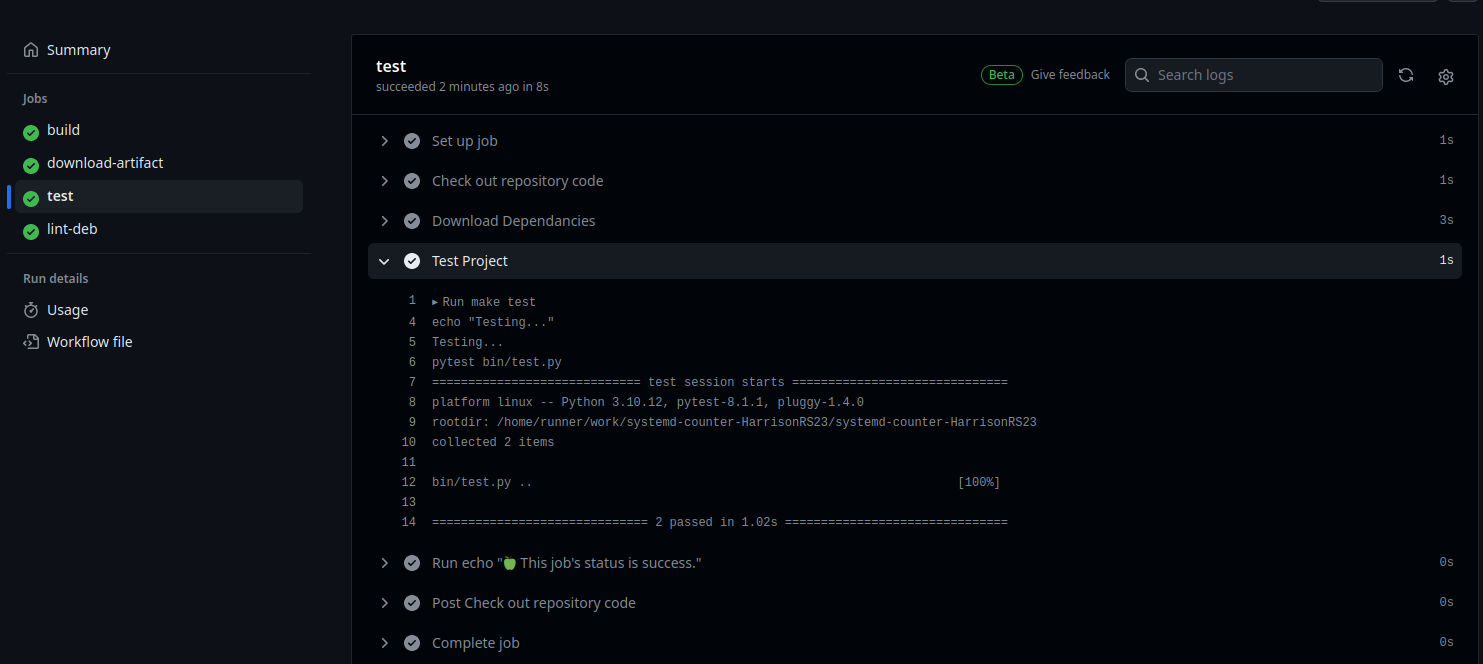 Summary
Jobs
build
download-artifact
test
lint-deb
Run details
Usage
Workflow file
test
succeeded 2 minutes ago in 8s
Beta Give feedback Search logs
Set up job 1s
Check out repository code 1s
Download Dependancies 3s
Test Project 1s
1 ▸ Run make test
4 echo "Testing..."
5 Testing...
6 pytest bin/test.py
7 ============================= test session starts ==============================
8 platform linux -- Python 3.10.12, pytest-8.1.1, pluggy-1.4.0
9 rootdir: /home/runner/work/systemd-counter-HarrisonRS23/systemd-counter-HarrisonRS23
10 collected 2 items
11
12 bin/test.py .. [100%]
13
14 ============================== 2 passed in 1.02s ===============================
Run echo "🍏 This job's status is success." 0s
Post Check out repository code 0s
Complete job 0s